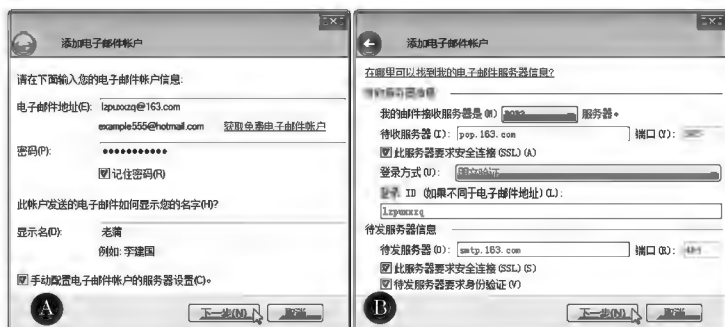 添加电子邮件帐户
请在下面输入您的电子邮件帐户信息:
电子邮件地址(E): lzpuxxzq@163.com
example555@hotmail.com 获取免费电子邮件帐户
密码(P): ●●●●●●●●●●●
记住密码(R)
此帐户发送的电子邮件如何显示您的名字(H)?
显示名(D): 老蒲
例如: 李建国
手动配置电子邮件帐户的服务器设置(C)。
A
下一步(N) 取消
添加电子邮件帐户
在哪里可以找到我的电子邮件服务器信息?
我的邮件接收服务器是(M) 服务器。
待收服务器(I): pop.163.com 端口(Y):
此服务器要求安全连接(SSL)(A)
登录方式(U):
ID (如果不同于电子邮件地址)(L):
lzpuxxzq
待发服务器信息
待发服务器(O): smtp.163.com 端口(R):
此服务器要求安全连接(SSL)(S)
待发服务器要求身份验证(V)
B
下一步(N) 取消